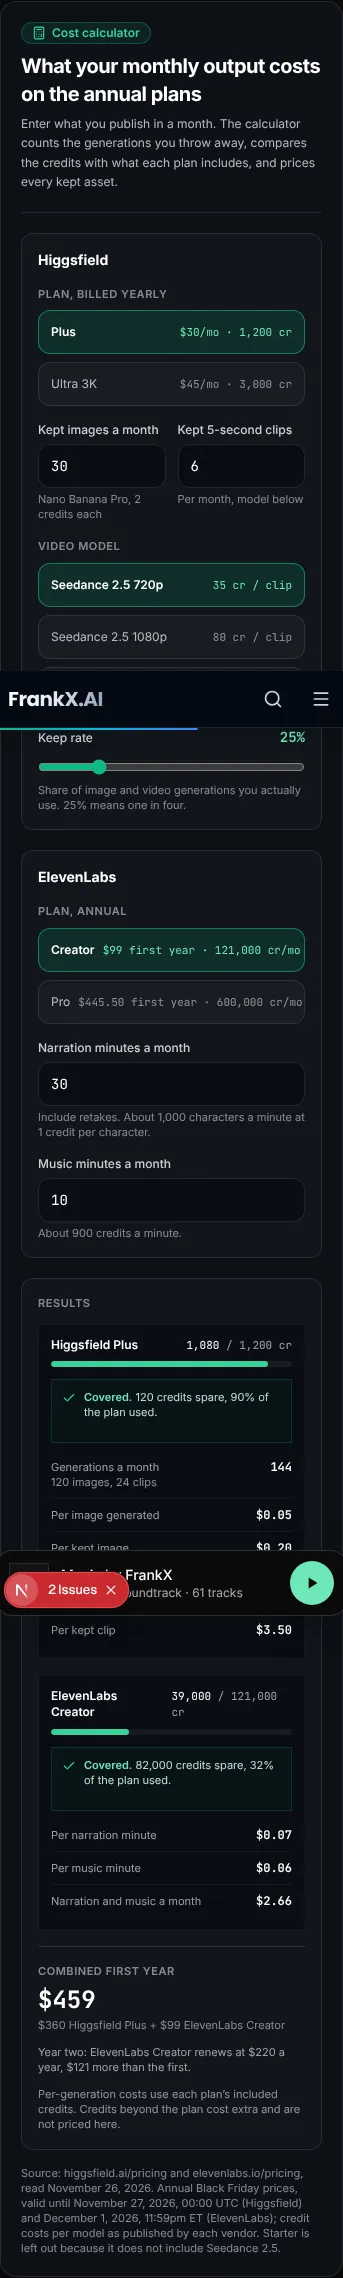 Cost calculator
What your monthly output costs
on the annual plans
Enter what you publish in a month. The calculator
counts the generations you throw away, compares
the credits with what each plan includes, and prices
every kept asset.
Higgsfield
PLAN, BILLED YEARLY
Plus $30/mo · 1,200 cr
Ultra 3K $45/mo · 3,000 cr
Kept images a month Kept 5-second clips
30 6
Nano Banana Pro, 2 Per month, model below
credits each
VIDEO MODEL
Seedance 2.5 720p 35 cr / clip
Seedance 2.5 1080p 80 cr / clip
FrankX.AI
Keep rate 25%
Share of image and video generations you actually
use. 25% means one in four.
ElevenLabs
PLAN, ANNUAL
Creator $99 first year · 121,000 cr/mo
Pro $445.50 first year · 600,000 cr/mo
Narration minutes a month
30
Include retakes. About 1,000 characters a minute at
1 credit per character.
Music minutes a month
10
About 900 credits a minute.
RESULTS
Higgsfield Plus 1,080 / 1,200 cr
Covered. 120 credits spare, 90% of
the plan used.
Generations a month 144
120 images, 24 clips
Per image generated $0.05
Per kept image $0.20
FrankX
2 Issues
oundtrack · 61 tracks
Per kept clip $3.50
ElevenLabs 39,000 / 121,000
Creator cr
Covered. 82,000 credits spare, 32%
of the plan used.
Per narration minute $0.07
Per music minute $0.06
Narration and music a month $2.66
COMBINED FIRST YEAR
$459
$360 Higgsfield Plus + $99 ElevenLabs Creator
Year two: ElevenLabs Creator renews at $220 a
year, $121 more than the first.
Per-generation costs use each plan's included
credits. Credits beyond the plan cost extra and are
not priced here.
Source: higgsfield.ai/pricing and elevenlabs.io/pricing,
read November 26, 2026. Annual Black Friday prices,
valid until November 27, 2026, 00:00 UTC (Higgsfield)
and December 1, 2026, 11:59pm ET (ElevenLabs); credit
costs per model as published by each vendor. Starter is
left out because it does not include Seedance 2.5.